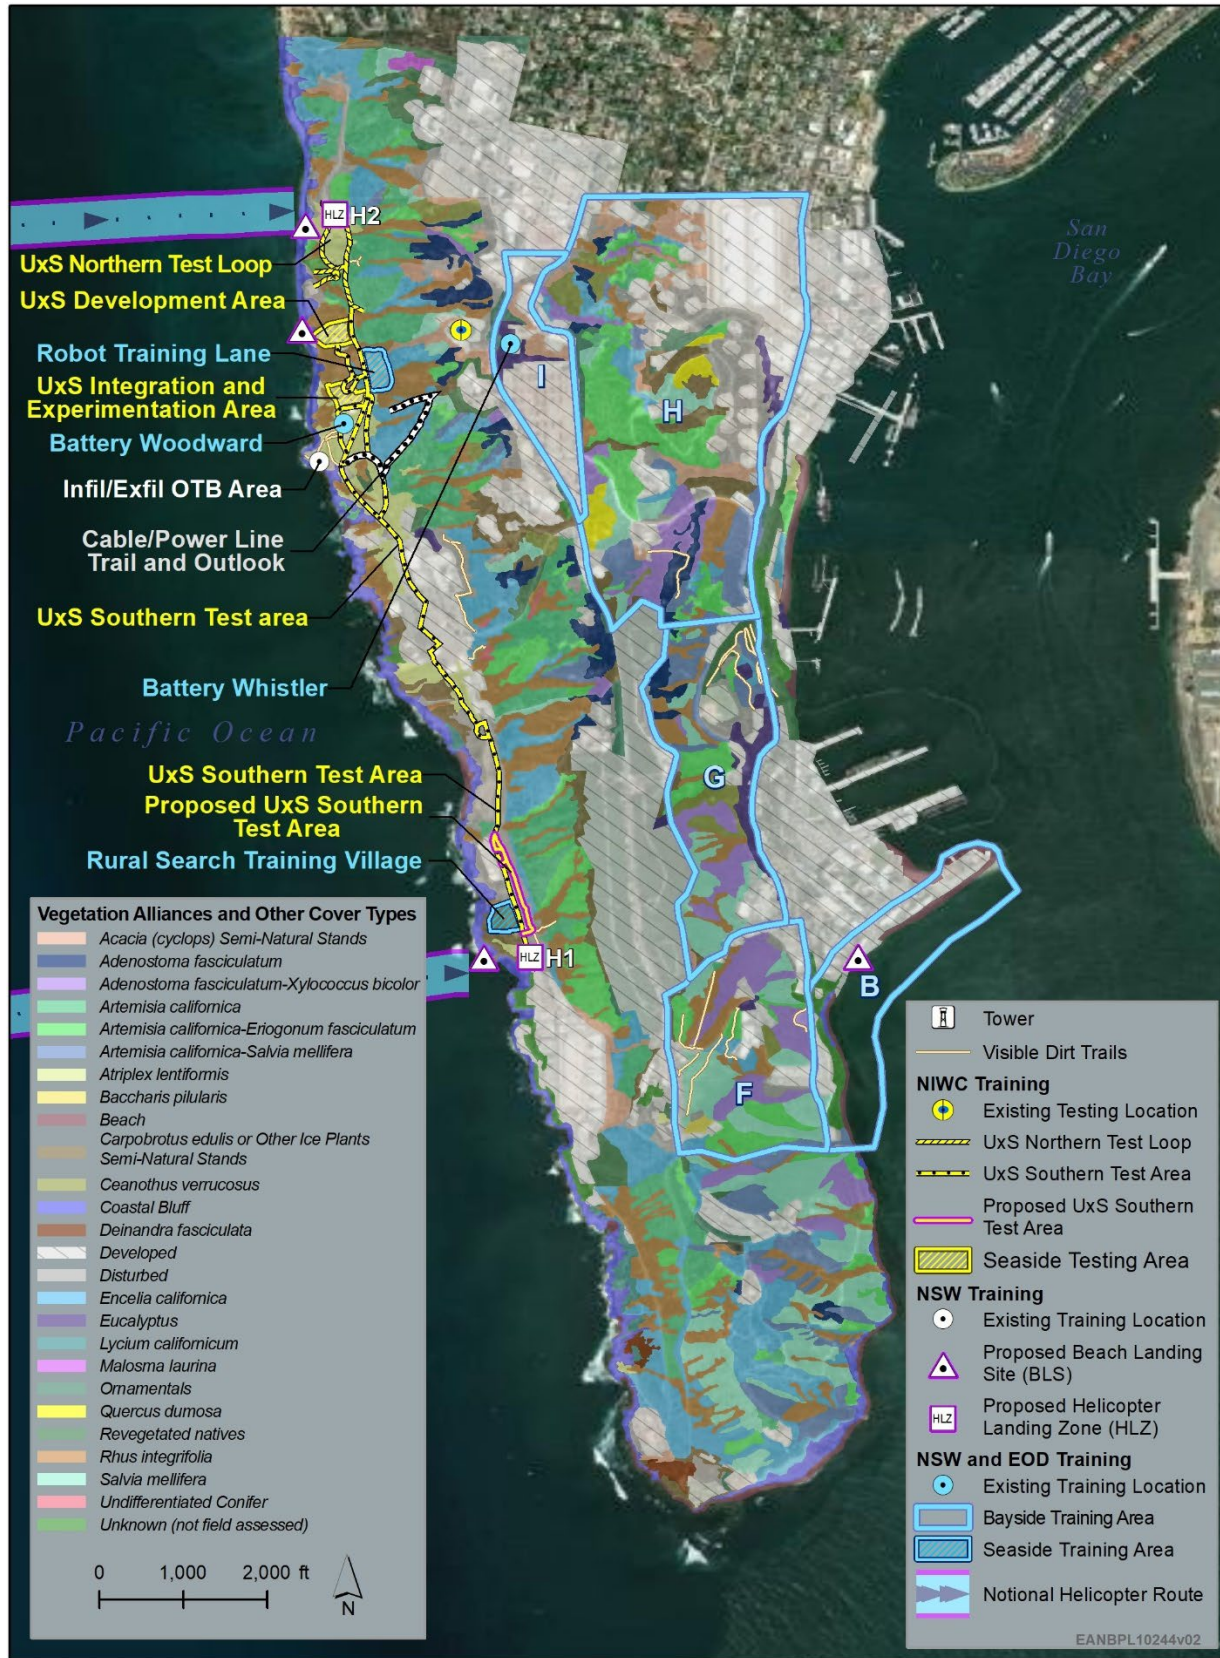 San
Diego
Bay
HLZ H2
UxS Northern Test Loop
UxS Development Area
Robot Training Lane
UxS Integration and
Experimentation Area
Battery Woodward
Infil/Exfil OTB Area
Cable/Power Line
Trail and Outlook
UxS Southern Test area
Battery Whistler
Pacific Ocean
UxS Southern Test Area
Proposed UxS Southern
Test Area
Rural Search Training Village
HLZ H1
I
H
G
B
F
Vegetation Alliances and Other Cover Types
Acacia (cyclops) Semi-Natural Stands
Adenostoma fasciculatum
Adenostoma fasciculatum-Xylococcus bicolor
Artemisia californica
Artemisia californica-Eriogonum fasciculatum
Artemisia californica-Salvia mellifera
Atriplex lentiformis
Baccharis pilularis
Beach
Carpobrotus edulis or Other Ice Plants
Semi-Natural Stands
Ceanothus verrucosus
Coastal Bluff
Deinandra fasciculata
Developed
Disturbed
Encelia californica
Eucalyptus
Lycium californicum
Malosma laurina
Ornamentals
Quercus dumosa
Revegetated natives
Rhus integrifolia
Salvia mellifera
Undifferentiated Conifer
Unknown (not field assessed)
0 1,000 2,000 ft
N
Tower
Visible Dirt Trails
NIWC Training
Existing Testing Location
UxS Northern Test Loop
UxS Southern Test Area
Proposed UxS Southern
Test Area
Seaside Testing Area
NSW Training
Existing Training Location
Proposed Beach Landing
Site (BLS)
HLZ Proposed Helicopter
Landing Zone (HLZ)
NSW and EOD Training
Existing Training Location
Bayside Training Area
Seaside Training Area
Notional Helicopter Route
EANBPL10244v02